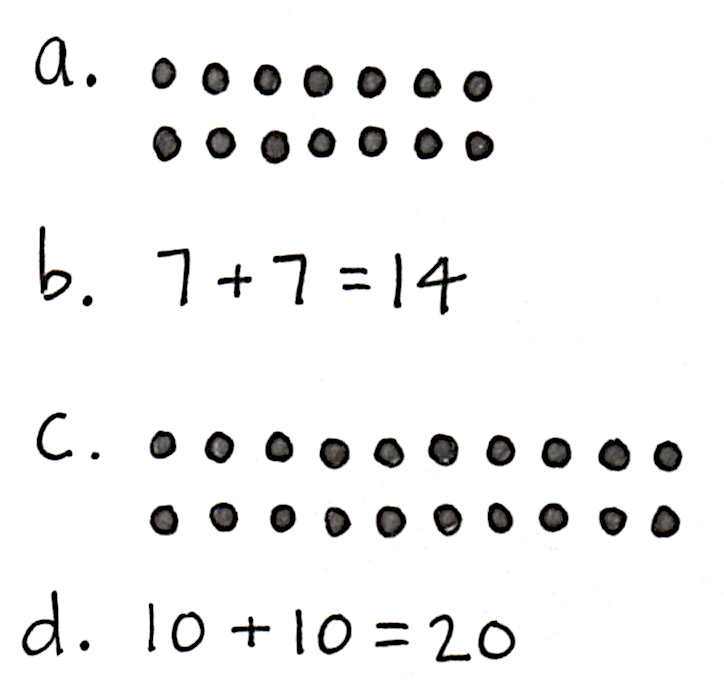 a.
b. 7 + 7 = 14
c.
d. 10 + 10 = 20